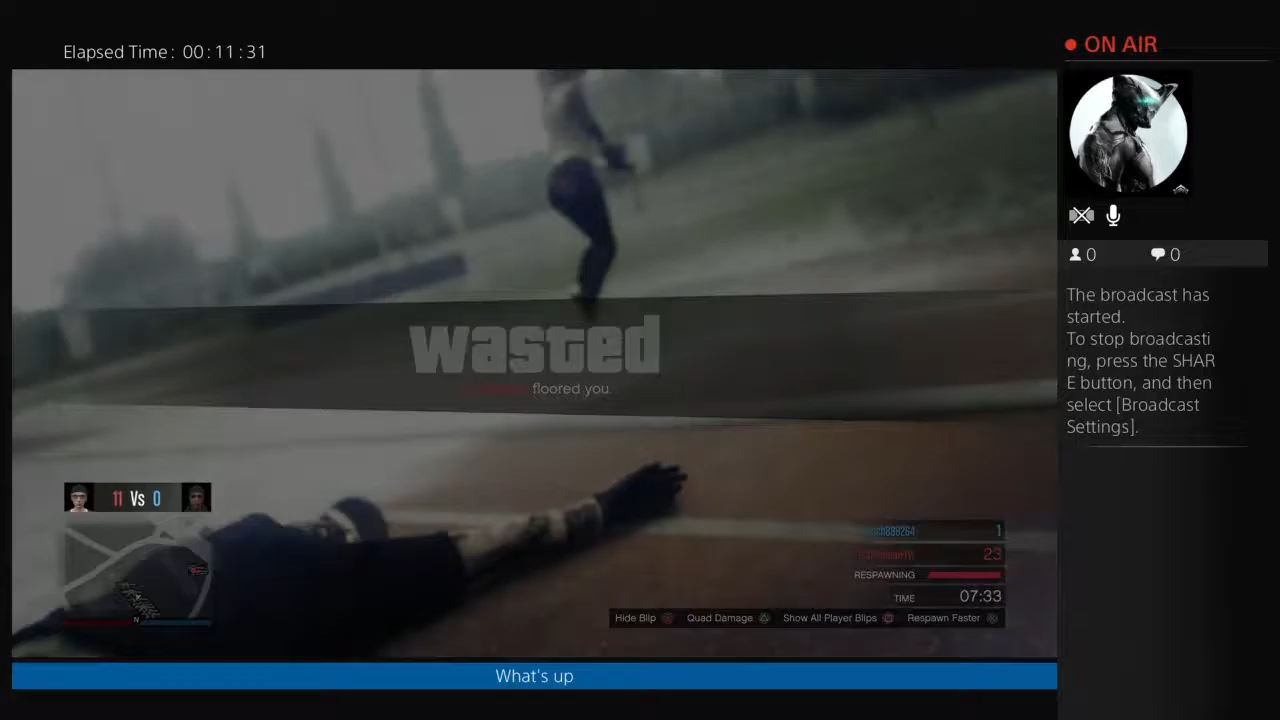 Elapsed Time: 00:11:31
ON AIR
0
0
The broadcast has
started.
To stop broadcasti
ng, press the SHAR
E button, and then
select [Broadcast
Settings].
wasted
floored you.
11 Vs 0
1
23
RESPAWNING
TIME 07:33
Hide Blip Quad Damage Show All Player Blips Respawn Faster
N
What's up